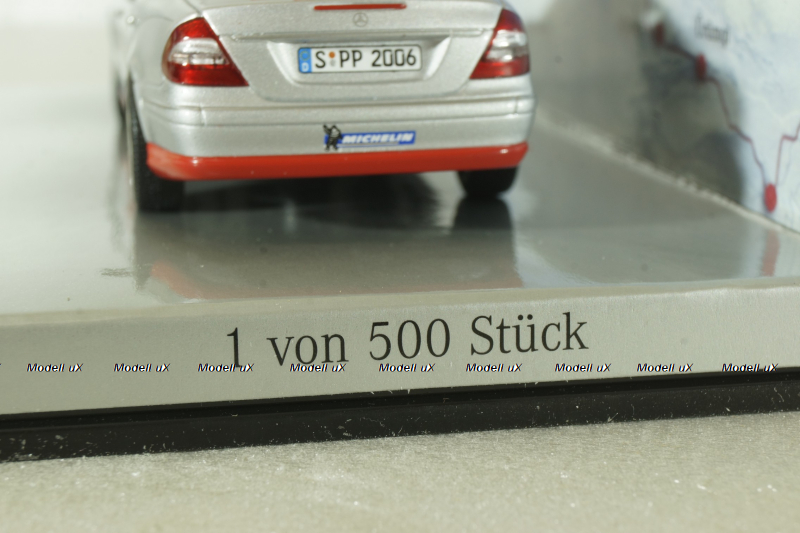 S PP 2006
MICHELIN
1 von 500 Stück
Modell uX Modell uX Modell uX Modell uX Modell uX Modell uX Modell uX Modell uX Modell uX